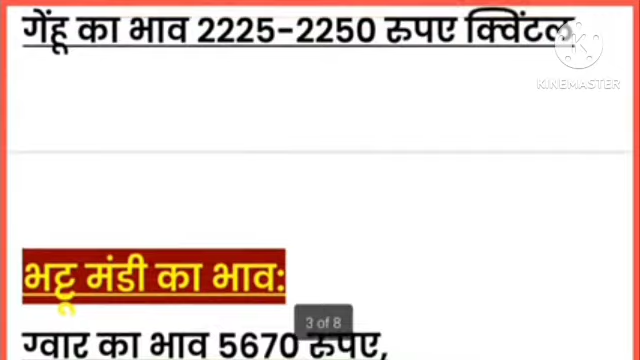 गेंहू का भाव 2225-2250 रुपए क्विंटल
KINEMASTER
भट्टू मंडी का भाव:
3 of 8
ग्वार का भाव 5670 रुपए,